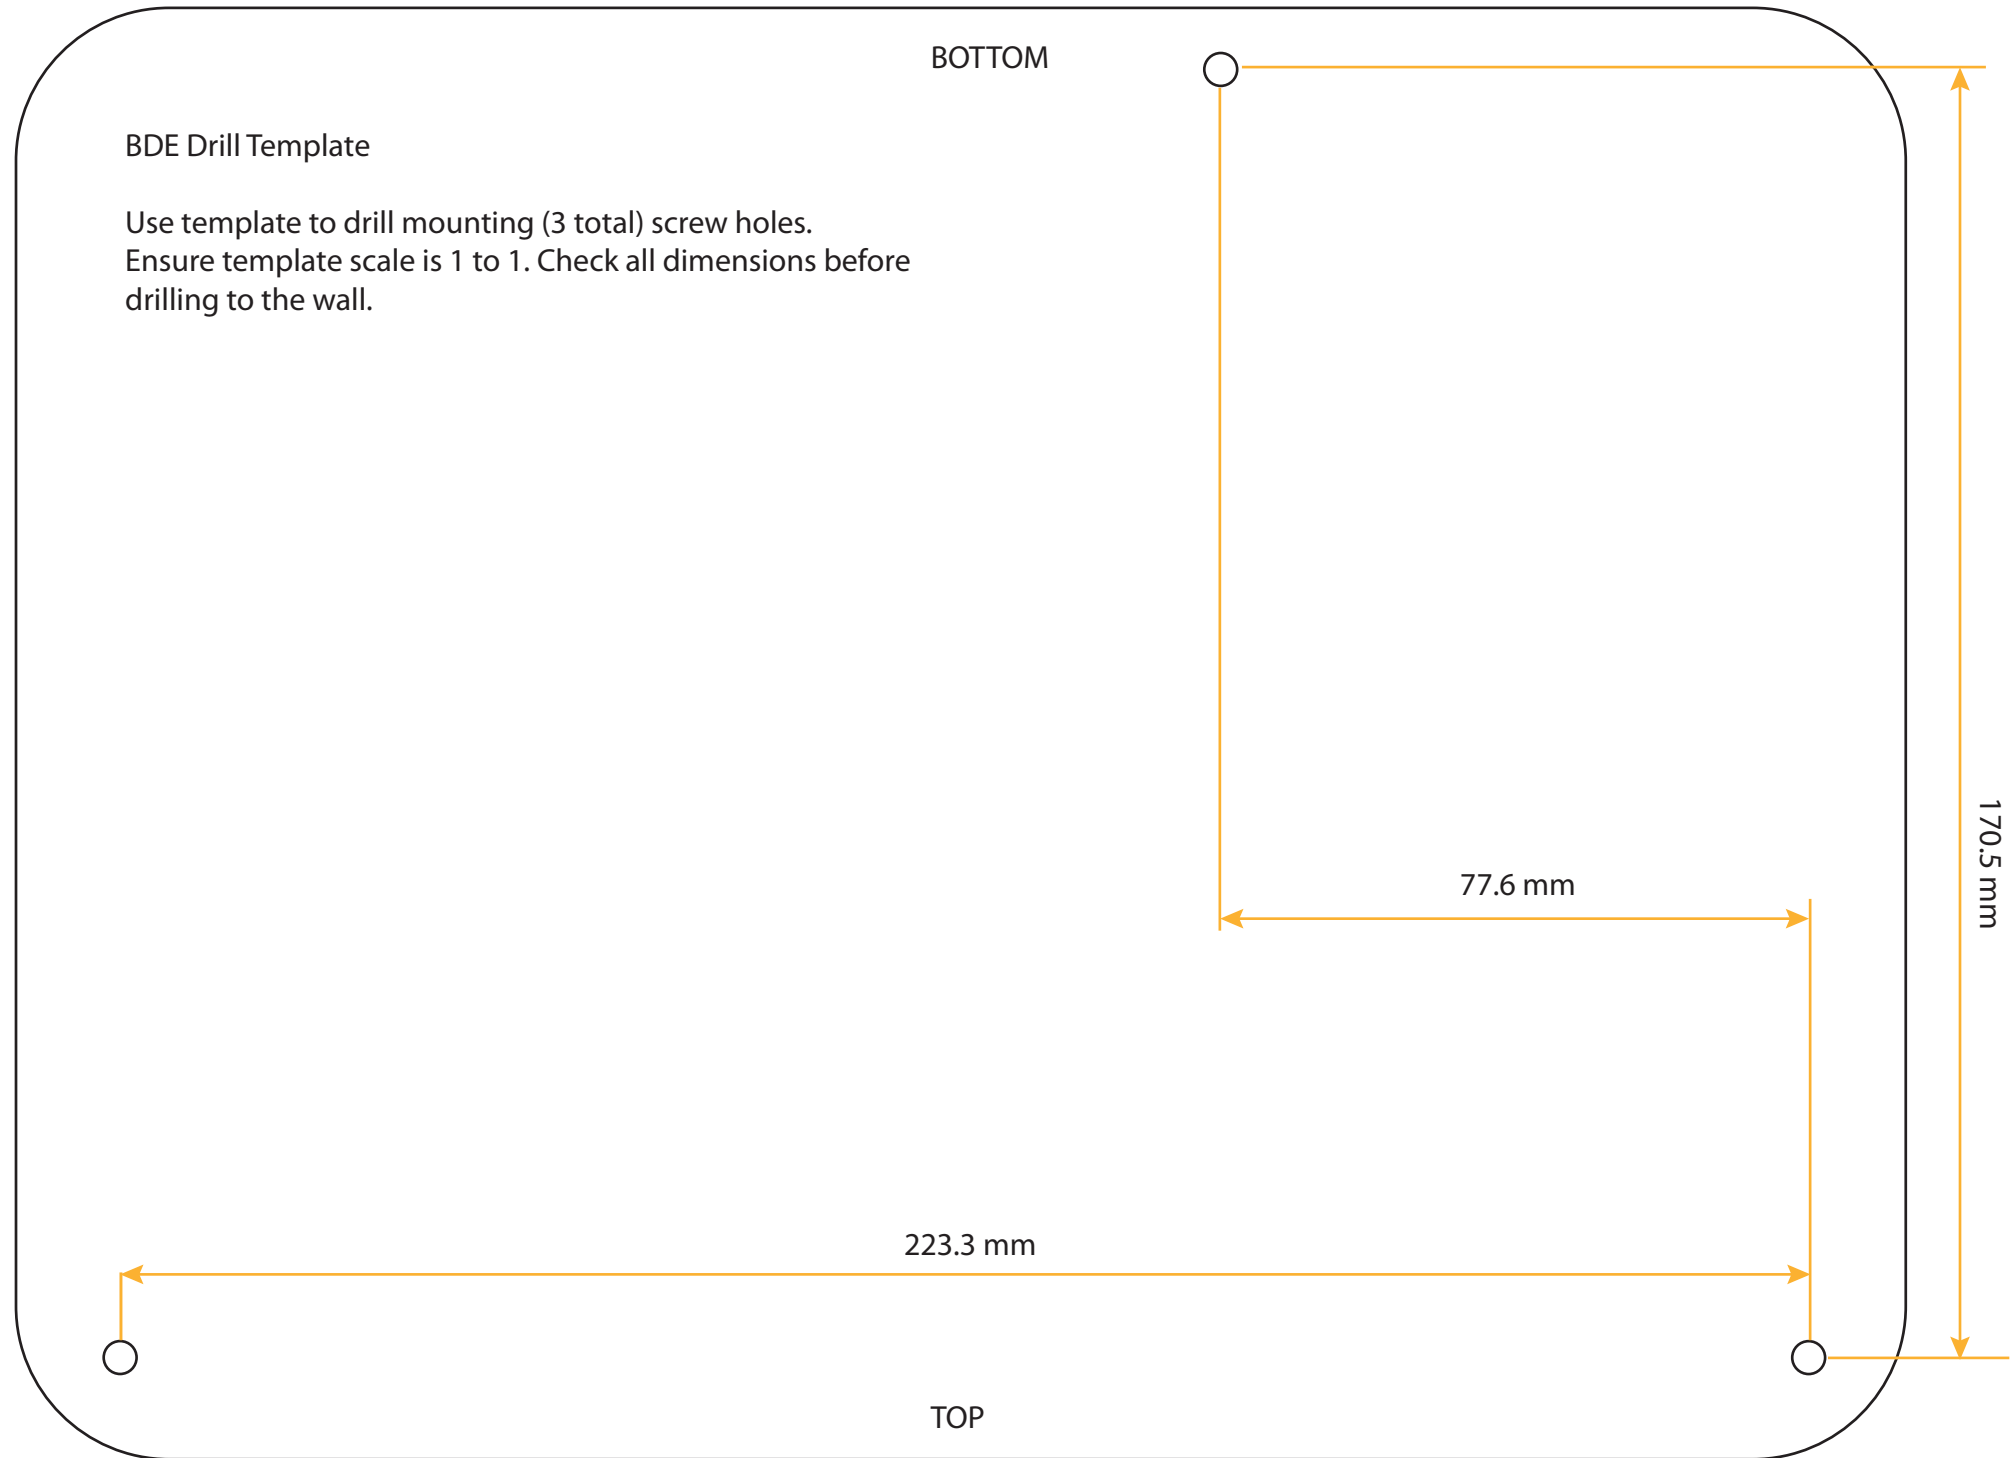 BOTTOM
BDE Drill Template
Use template to drill mounting (3 total) screw holes.
Ensure template scale is 1 to 1. Check all dimensions before
drilling to the wall.
170.5 mm
77.6 mm
223.3 mm
TOP